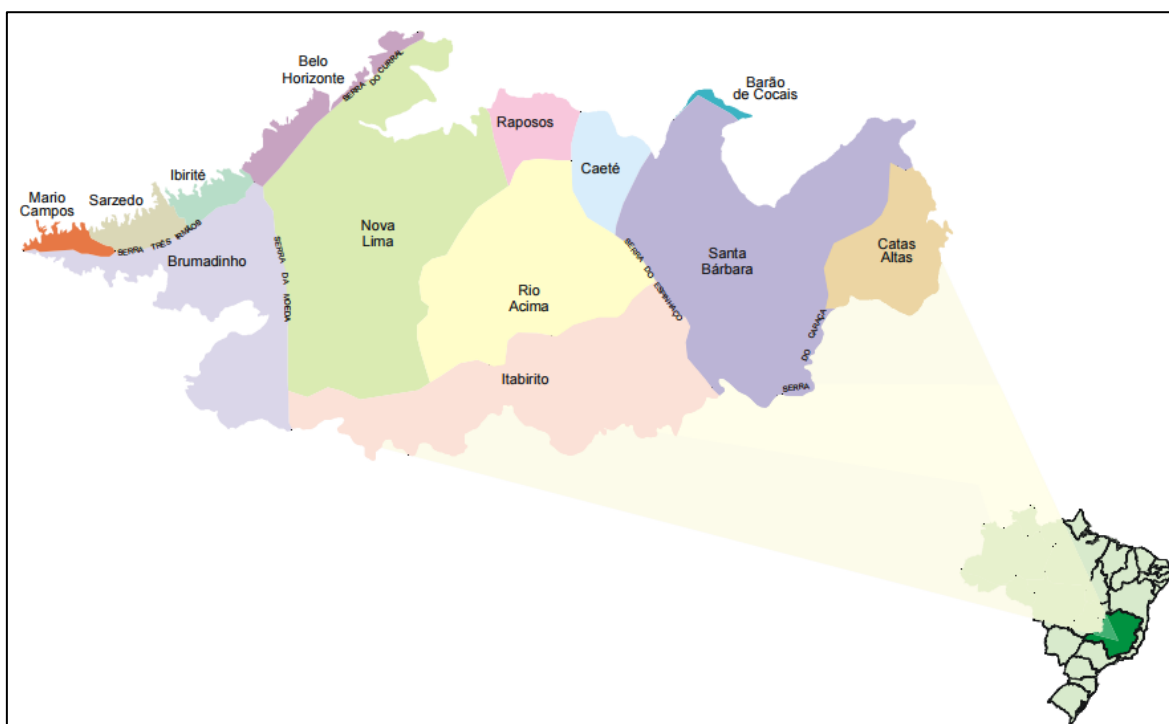 Belo
Horizonte
SERRA DO CURRAL
Barão
de Cocais
Raposos
Caeté
Ibirité
Mario
Campos
Sarzedo
SERRA TRÊS IRMÃOS
Brumadinho
SERRA DA MOEDA
Nova
Lima
Rio
Acima
SERRA DO ESPINHAÇO
Santa
Bárbara
Catas
Altas
SERRA DO CARAÇA
Itabirito